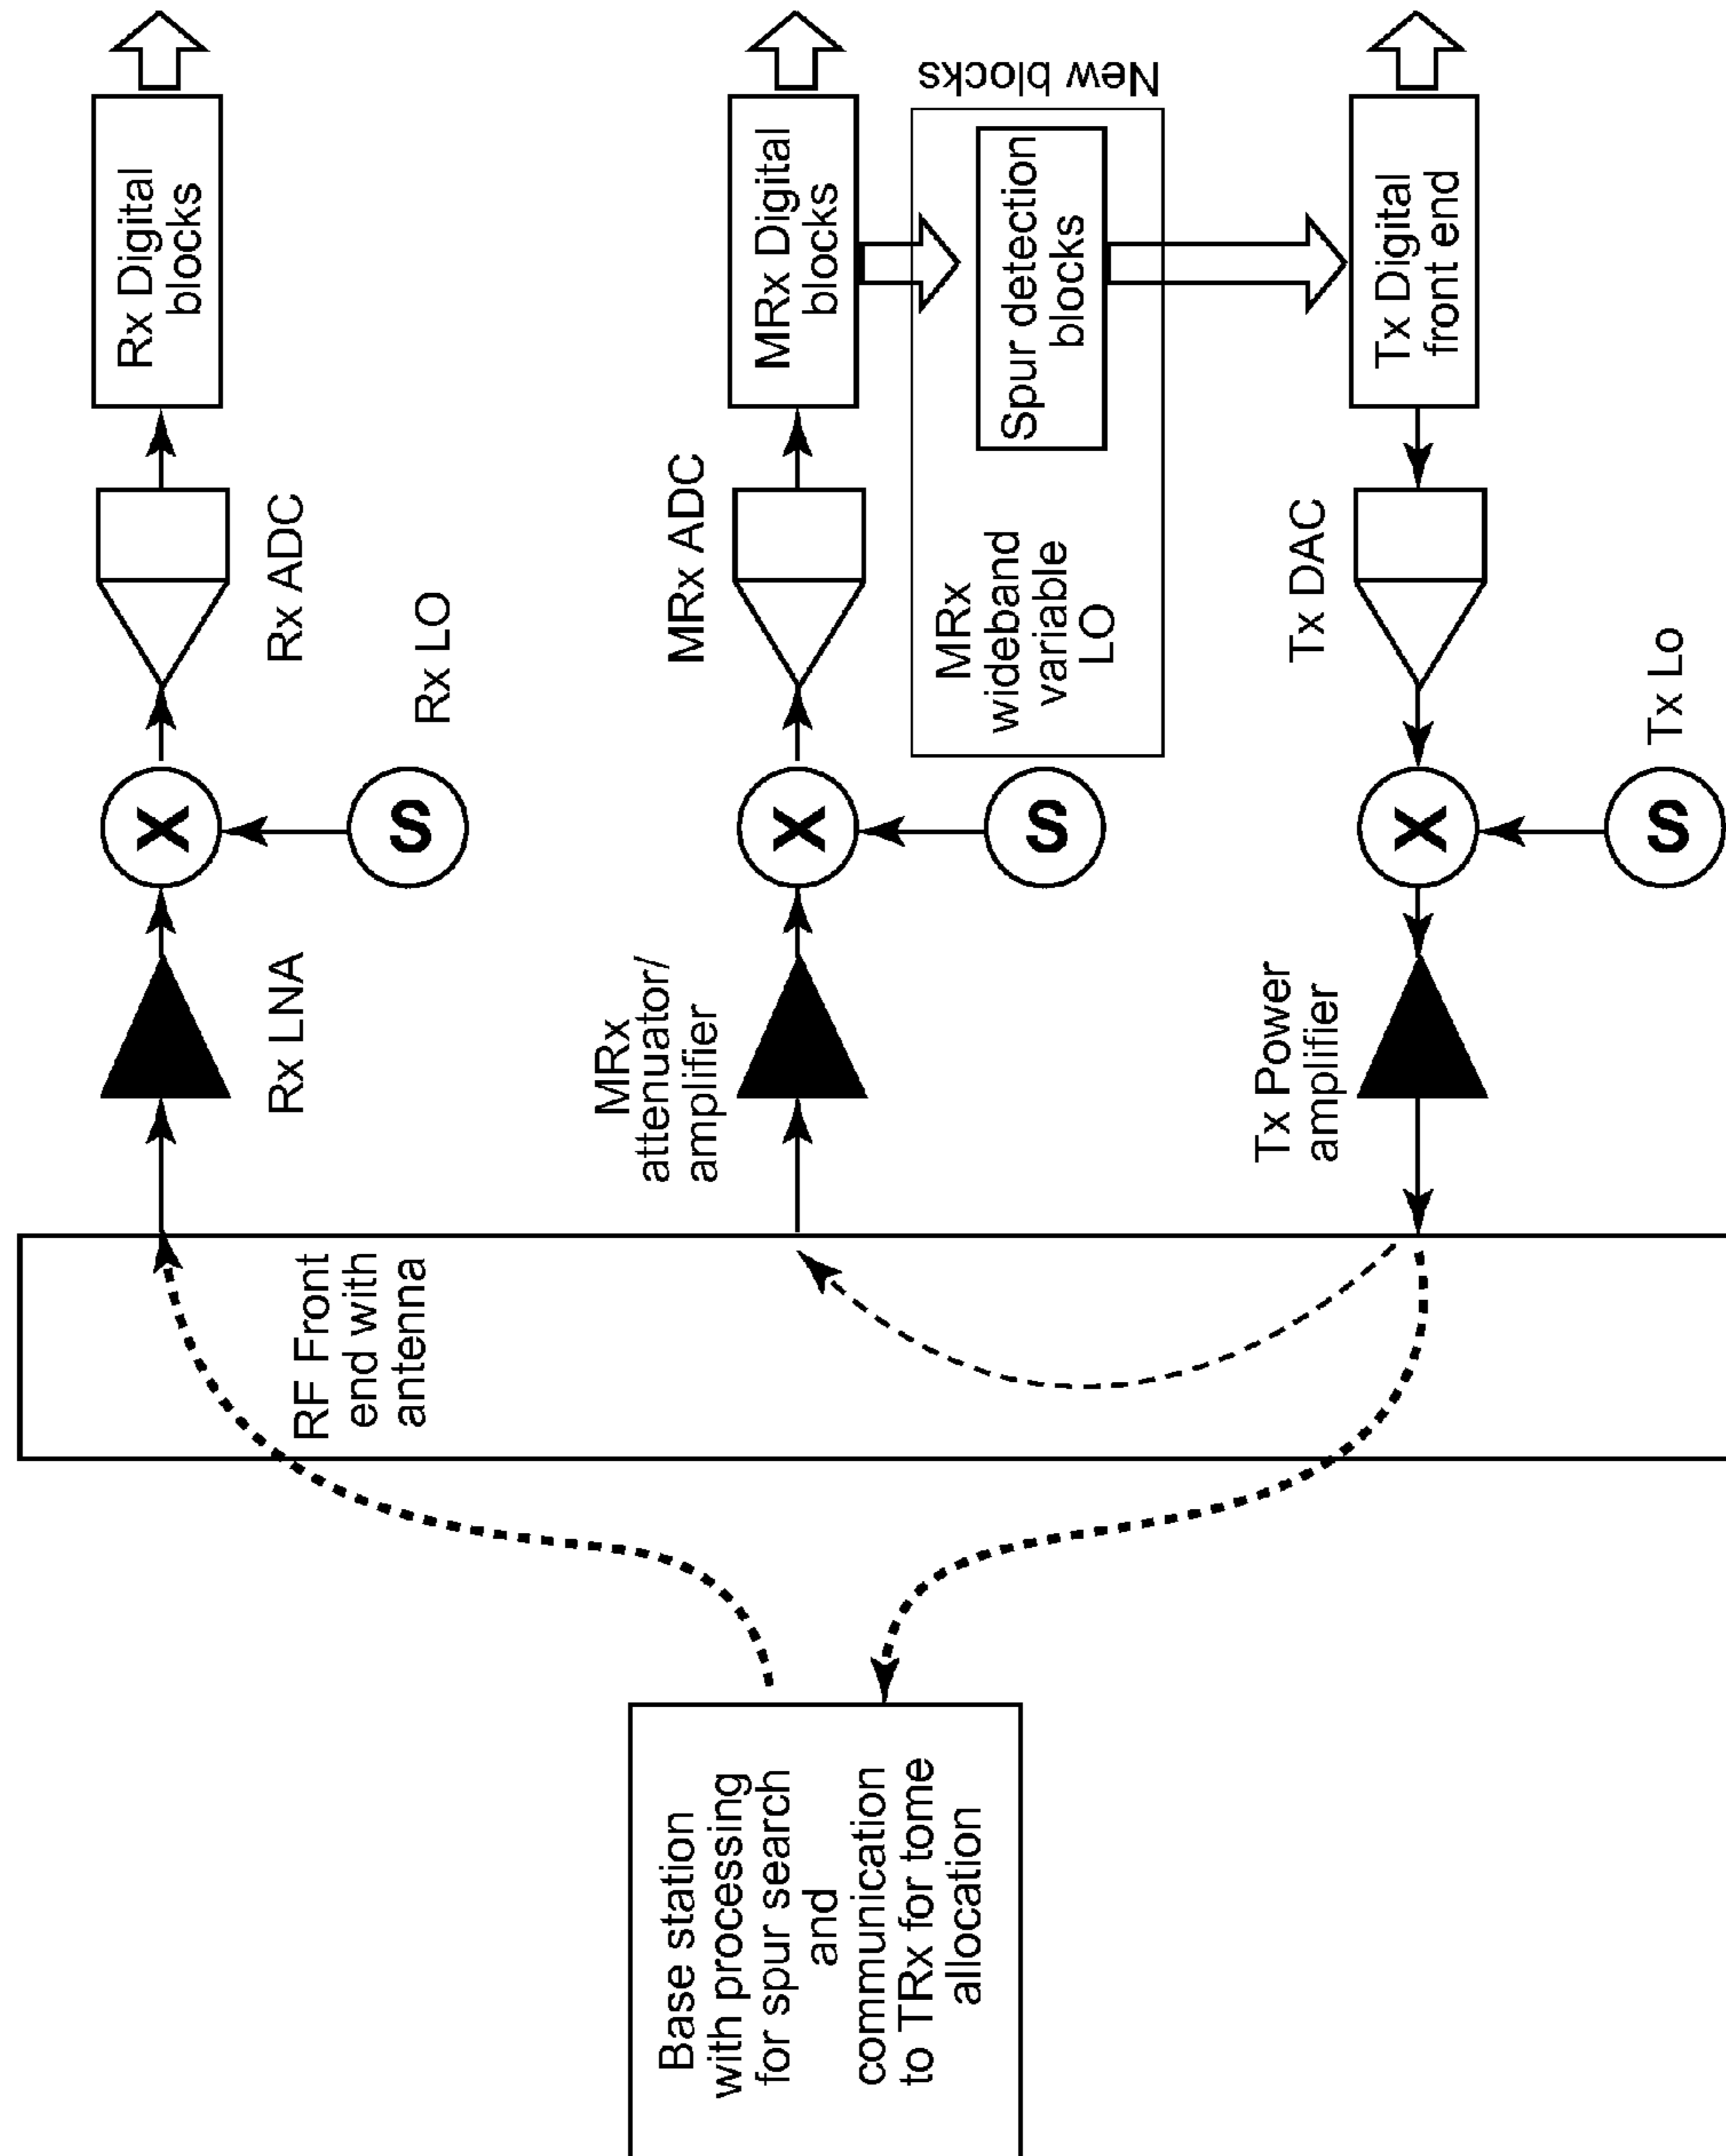 Rx Digital
blocks
Rx ADC
Rx LO
Rx LNA
RF Front
end with
antenna
MRx Digital
blocks
New blocks
Spur detection
blocks
MRx ADC
MRx
wideband
variable
LO
MRx
attenuator/
amplifier
Tx Digital
front end
Tx DAC
Tx Lo
Tx Power
amplifier
Base station
with processing
for spur search
and
communication
to TRx for tome
allocation
X
S
X
S
X
S